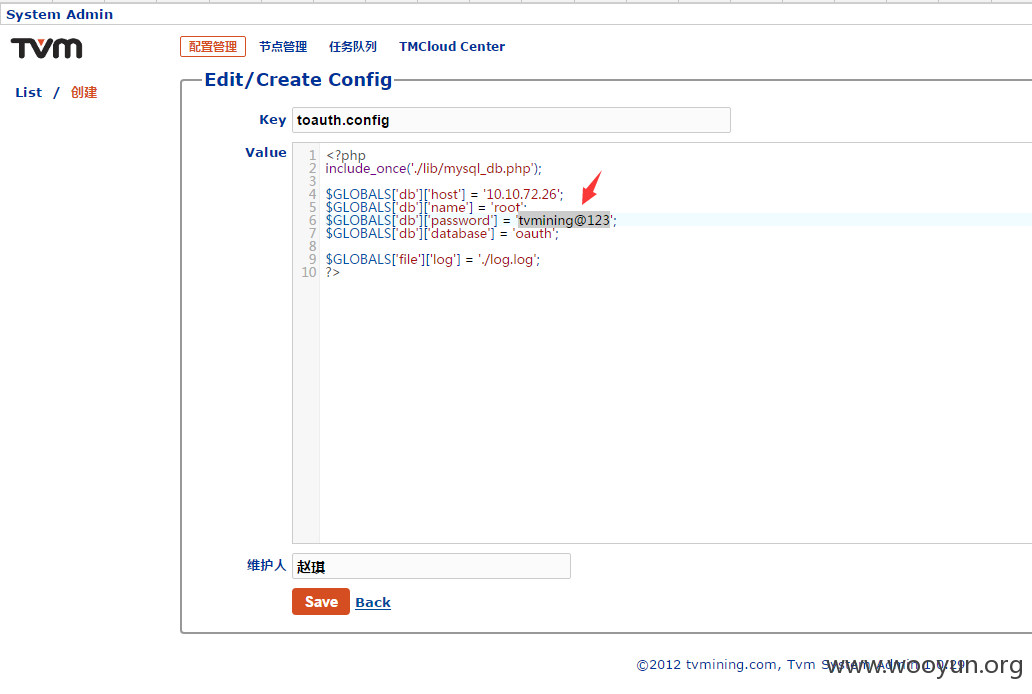 System Admin
TVM
配置管理 节点管理 任务队列 TMCloud Center
List / 创建
Edit/Create Config
Key toauth.config
Value
1 <?php
2 include_once('./lib/mysql_db.php');
3
4 $GLOBALS['db']['host'] = '10.10.72.26';
5 $GLOBALS['db']['name'] = 'root';
6 $GLOBALS['db']['password'] = 'tvmining@123';
7 $GLOBALS['db']['database'] = 'oauth';
8
9 $GLOBALS['file']['log'] = './log.log';
10 ?>
维护人 赵琪
Save Back
©2012 tvmining.com, Tvm System Admin 1.0.29
www.wooyun.org